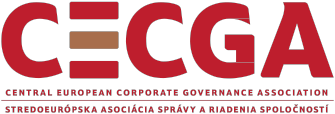 CECGA
CENTRAL EUROPEAN CORPORATE GOVERNANCE ASSOCIATION
STREDOEURÓPSKA ASOCIÁCIA SPRÁVY A RIADENIA SPOLOČNOSTÍ